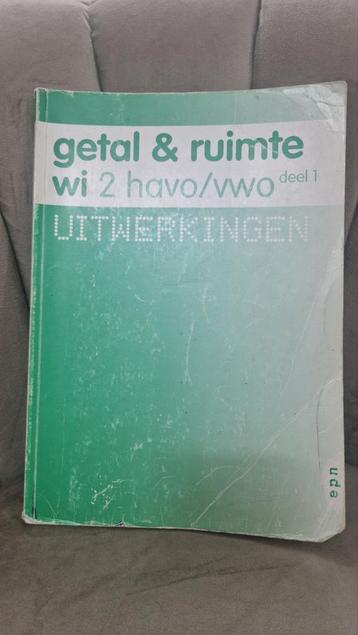 getal & ruimte
wi 2 havo/vwo deel 1
UITWERKINGEN
epn